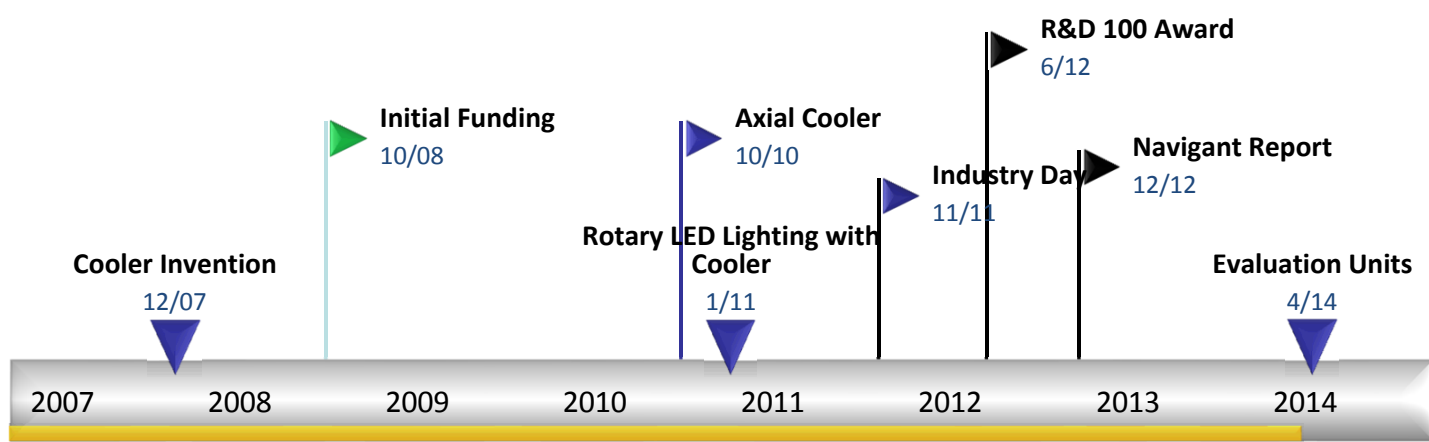 R&D 100 Award
6/12
Initial Funding
10/08
Axial Cooler
10/10
Navigant Report
12/12
Industry Day
11/11
Rotary LED Lighting with
Cooler
1/11
Cooler Invention
12/07
Evaluation Units
4/14
2007
2008
2009
2010
2011
2012
2013
2014